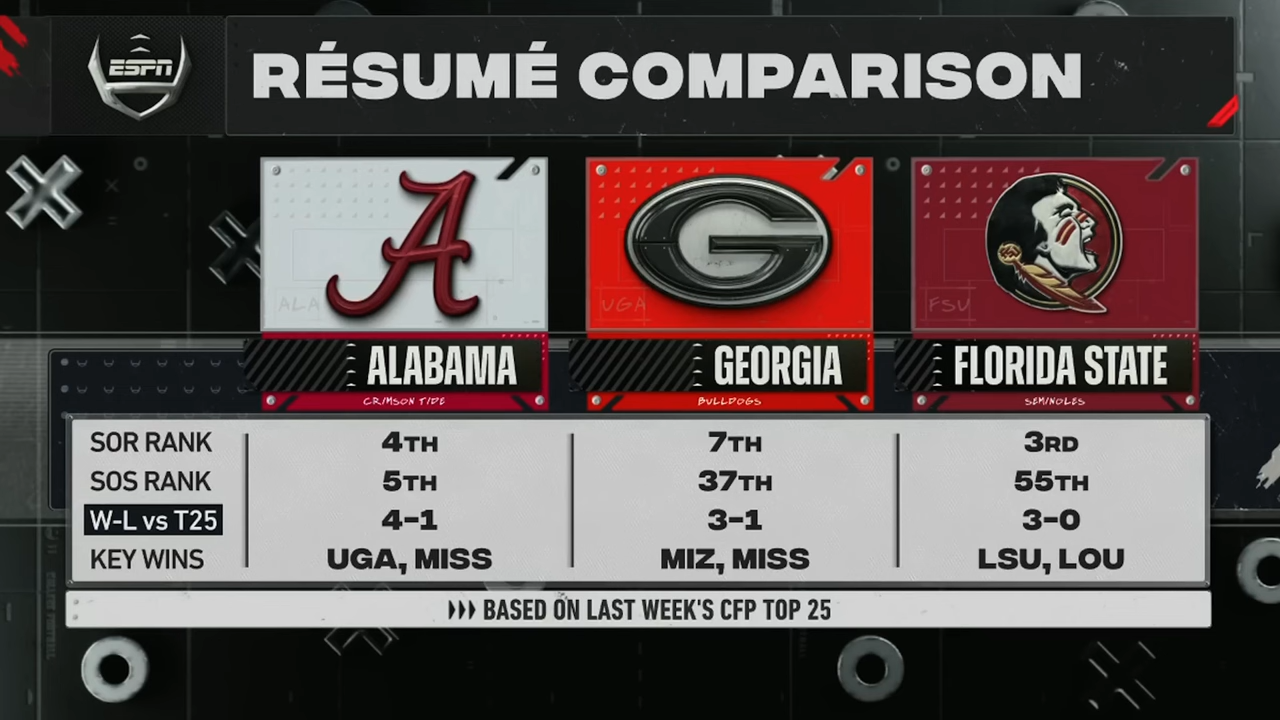 ESPN
RÉSUMÉ COMPARISON
ALA
UGA
FSU
ALABAMA
GEORGIA
FLORIDA STATE
CRIMSON TIDE
BULLDOGS
SEMINOLES
SOR RANK 4TH 7TH 3RD
SOS RANK 5TH 37TH 55TH
W-L vs T25 4-1 3-1 3-0
KEY WINS UGA, MISS MIZ, MISS LSU, LOU
BASED ON LAST WEEK'S CFP TOP 25